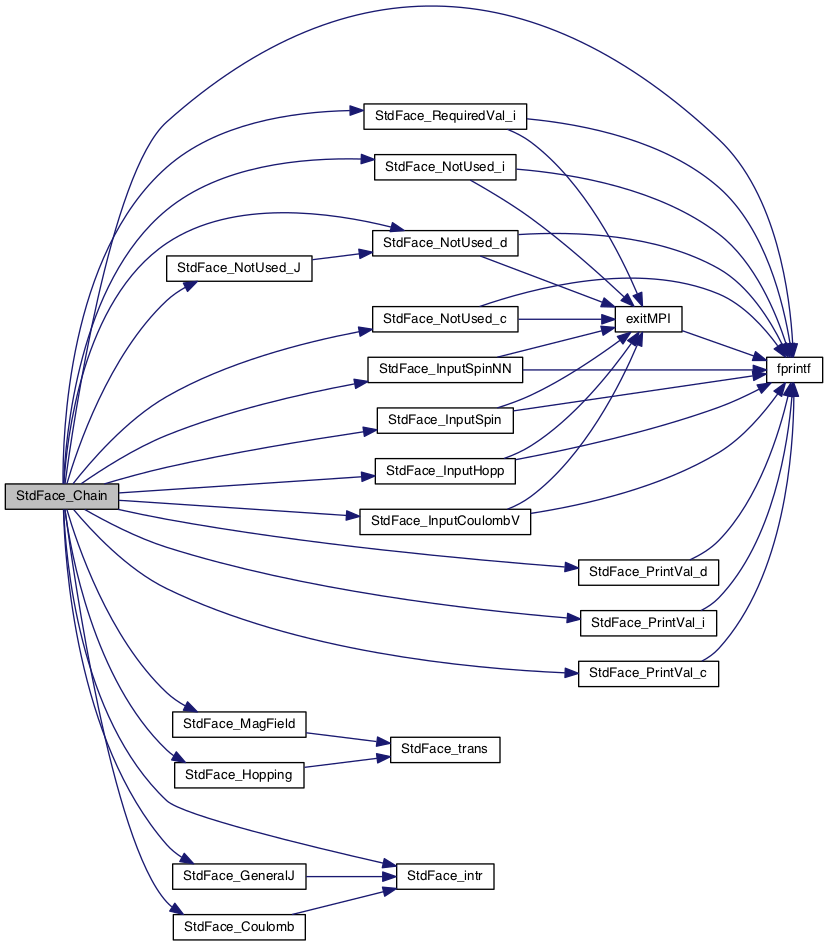 StdFace_RequiredVal_i
StdFace_NotUsed_i
StdFace_NotUsed_d
StdFace_NotUsed_J
StdFace_NotUsed_c
exitMPI
StdFace_InputSpinNN
fprintf
StdFace_InputSpin
StdFace_InputHopp
StdFace_Chain
StdFace_InputCoulombV
StdFace_PrintVal_d
StdFace_PrintVal_i
StdFace_PrintVal_c
StdFace_MagField
StdFace_trans
StdFace_Hopping
StdFace_GeneralJ
StdFace_intr
StdFace_Coulomb